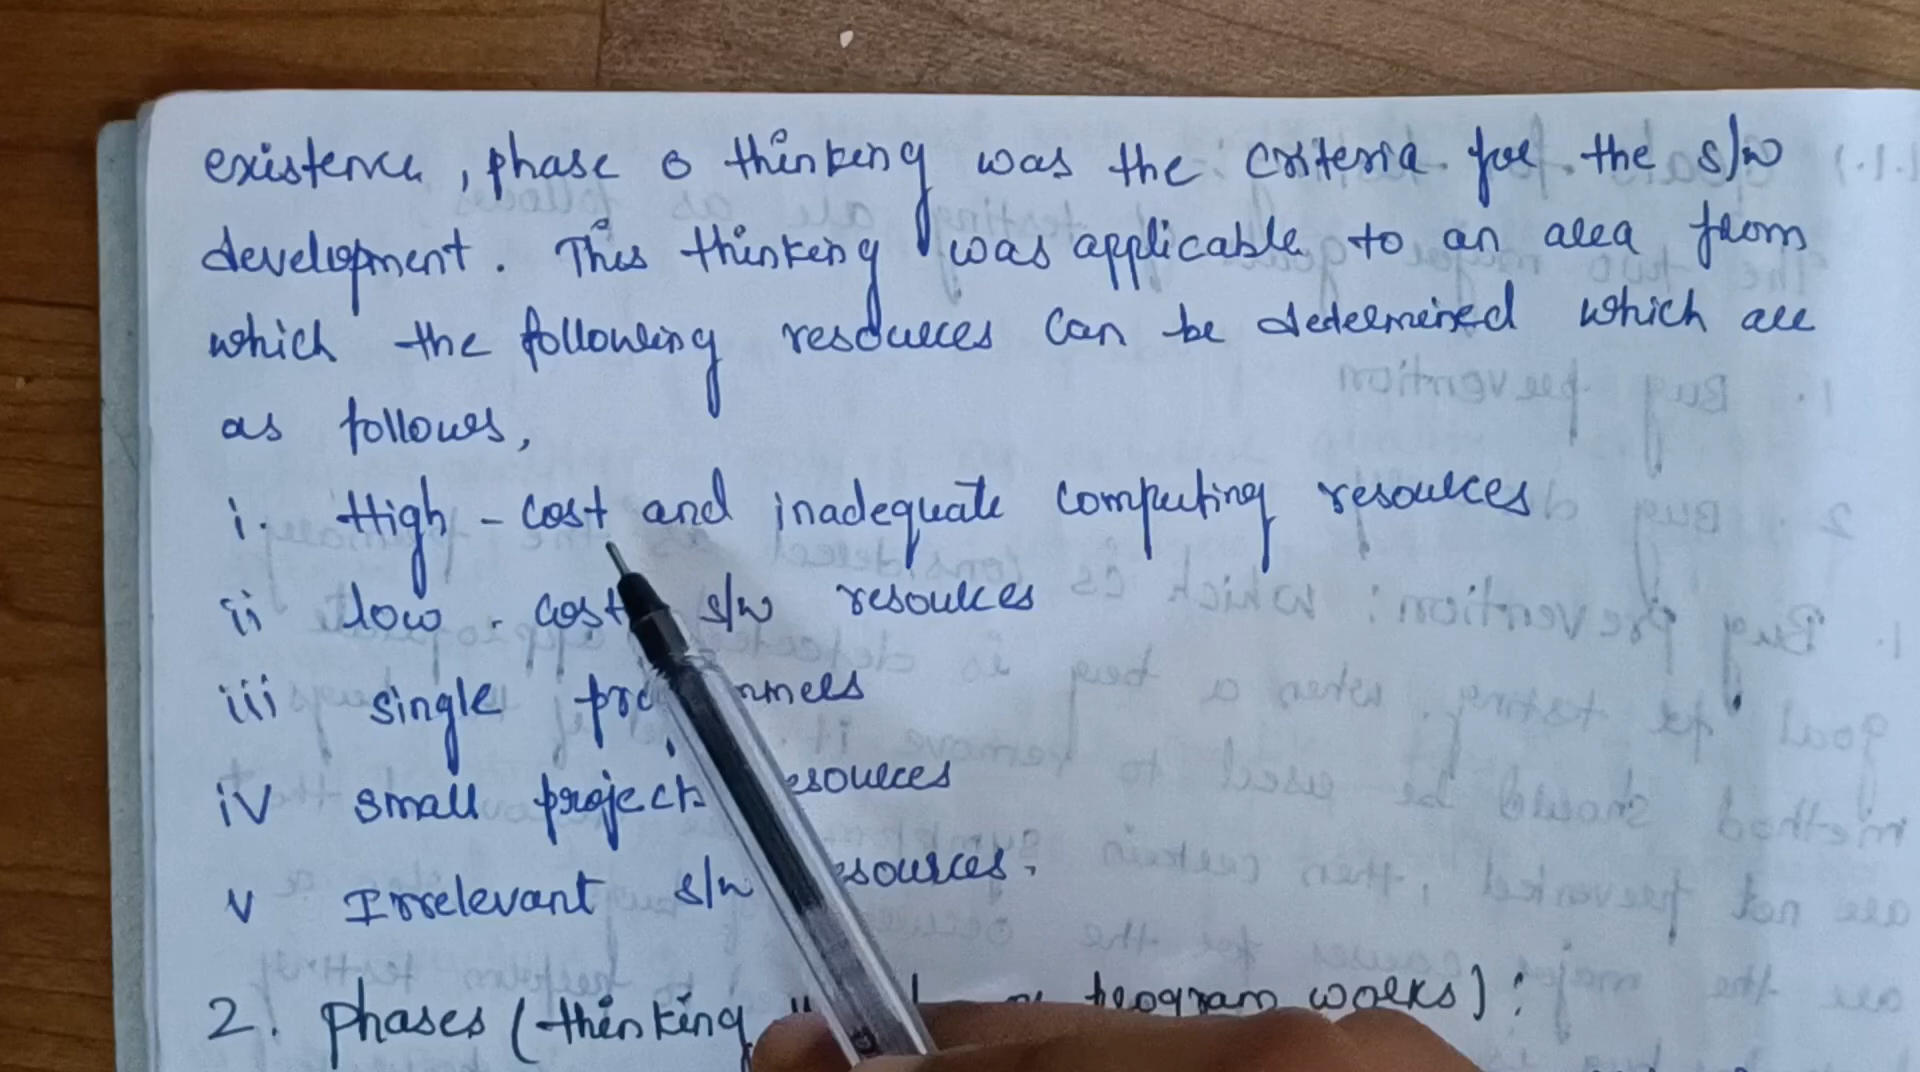 existence, phase 0 thinking was the criteria for the s/w
development. This thinking was applicable to an area from
which the following resources can be determined which are
as follows,
i. High - cost and inadequate computing resources
ii low - cost s/w resources
iii single
iv small project
v Irrelevant s/w
2. phases (thinking program works) :